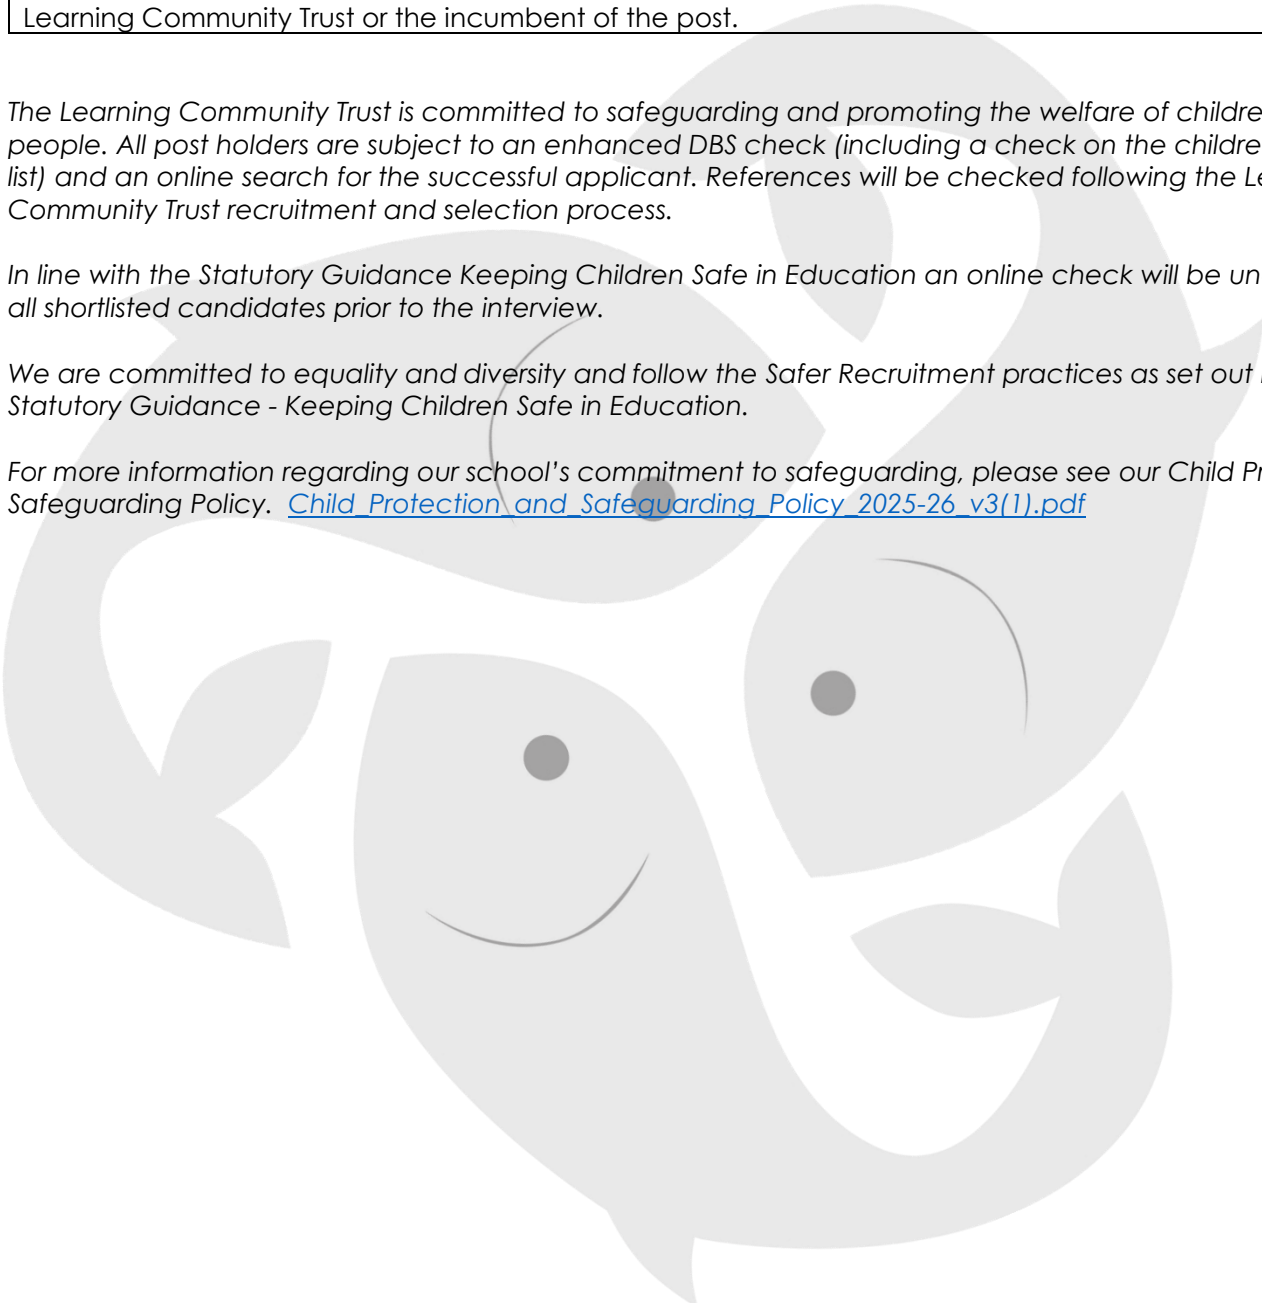 Learning Community Trust or the incumbent of the post.
The Learning Community Trust is committed to safeguarding and promoting the welfare of childre
people. All post holders are subject to an enhanced DBS check (including a check on the childre
list) and an online search for the successful applicant. References will be checked following the Le
Community Trust recruitment and selection process.
In line with the Statutory Guidance Keeping Children Safe in Education an online check will be un
all shortlisted candidates prior to the interview.
We are committed to equality and diversity and follow the Safer Recruitment practices as set out
Statutory Guidance - Keeping Children Safe in Education.
For more information regarding our school's commitment to safeguarding, please see our Child Pr
Safeguarding Policy. Child_Protection_and_Safeguarding_Policy_2025-26_v3(1).pdf